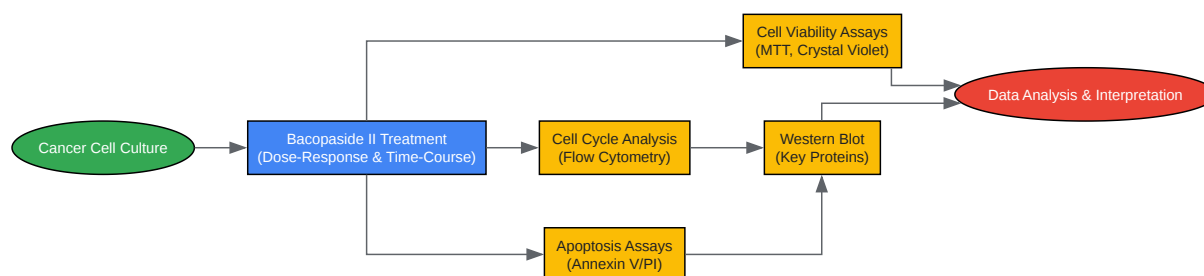 Cell Viability Assays
(MTT, Crystal Violet)
Data Analysis & Interpretation
Cancer Cell Culture
Bacopaside II Treatment
(Dose-Response & Time-Course)
Cell Cycle Analysis
(Flow Cytometry)
Western Blot
(Key Proteins)
Apoptosis Assays
(Annexin V/PI)